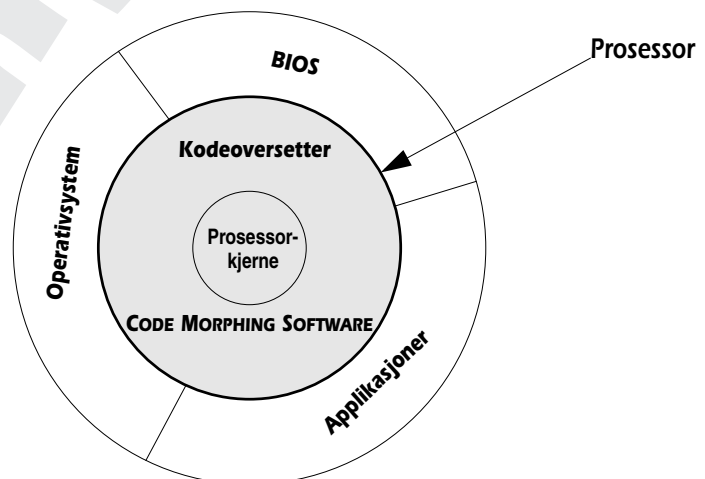 BIOS
Prosessor
Kodeoversetter
Operativsystem
Prosessor-
kjerne
CODE MORPHING SOFTWARE
Applikasjoner